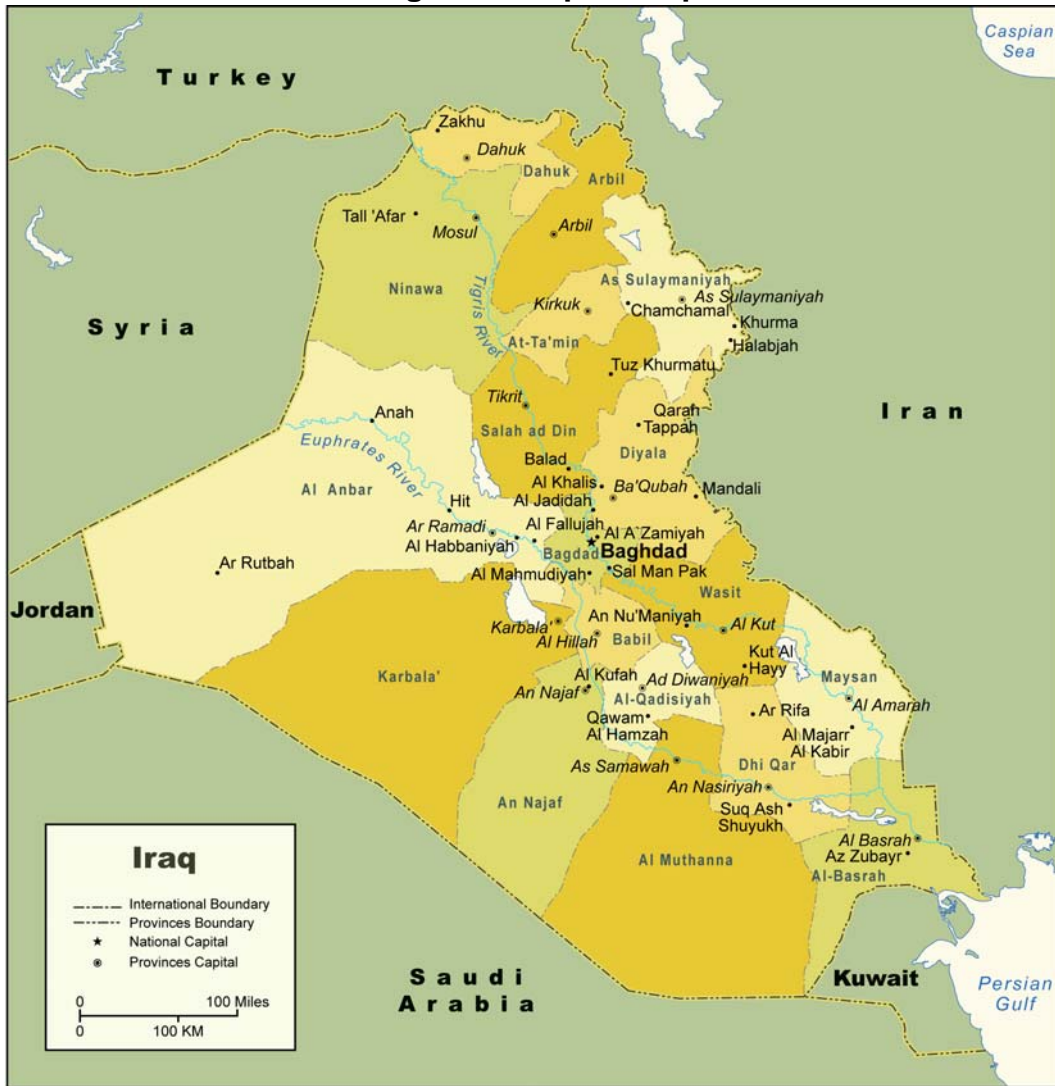 Caspian
Sea
Turkey
Zakhu
Dahuk
Dahuk
Arbil
Tall 'Afar
Mosul
Arbil
Ninawa
Tigris River
As Sulaymaniyah
As Sulaymaniyah
Kirkuk
Chamchamal
Syria
Khurma
At-Ta'min
Halabjah
Tuz Khurmatu
Tikrit
Anah
Qarah
Tappah
Iran
Salah ad Din
Euphrates River
Diyala
Balad
Al Khalis
Ba'Qubah
Mandali
Al Anbar
Hit
Al Jadidah
Ar Ramadi
Al Fallujah
Al A`Zamiyah
Al Habbaniyah
Bagdad
Baghdad
Ar Rutbah
Al Mahmudiyah
Sal Man Pak
Wasit
Jordan
Karbala'
An Nu'Maniyah
Al Kut
Al Hillah
Babil
Kut Al
Hayy
Karbala'
Al Kufah
Ad Diwaniyah
Maysan
An Najaf
Al-Qadisiyah
Al Amarah
Qawam
Al Hamzah
Ar Rifa
Al Majarr
Al Kabir
As Samawah
Dhi Qar
An Nasiriyah
An Najaf
Suq Ash
Shuyukh
Al Basrah
Az Zubayr
Al Muthanna
Al-Basrah
Iraq
International Boundary
Provinces Boundary
National Capital
Provinces Capital
0 100 Miles
0 100 KM
Saudi
Arabia
Kuwait
Persian
Gulf